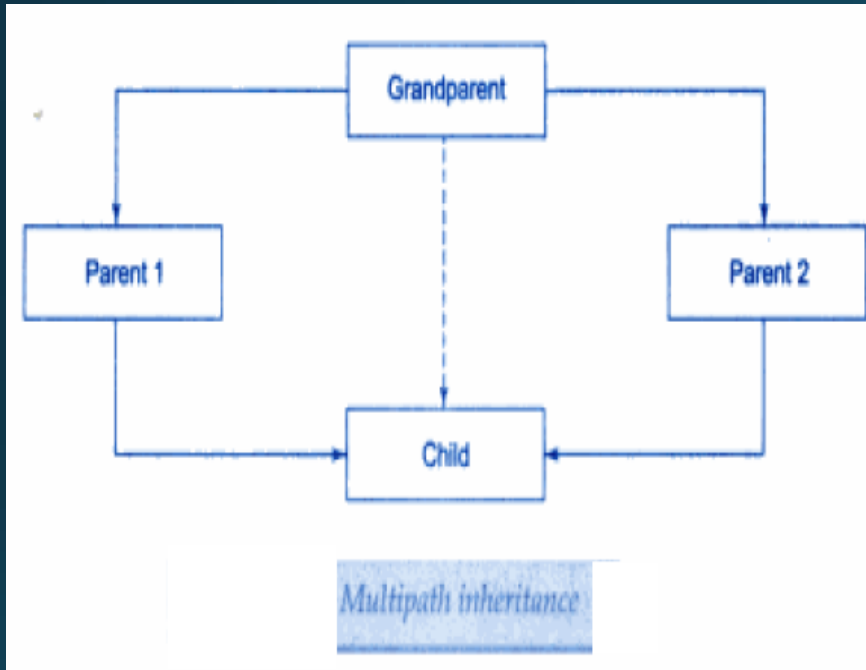 Grandparent
Parent 1
Parent 2
Child
Multipath inheritance